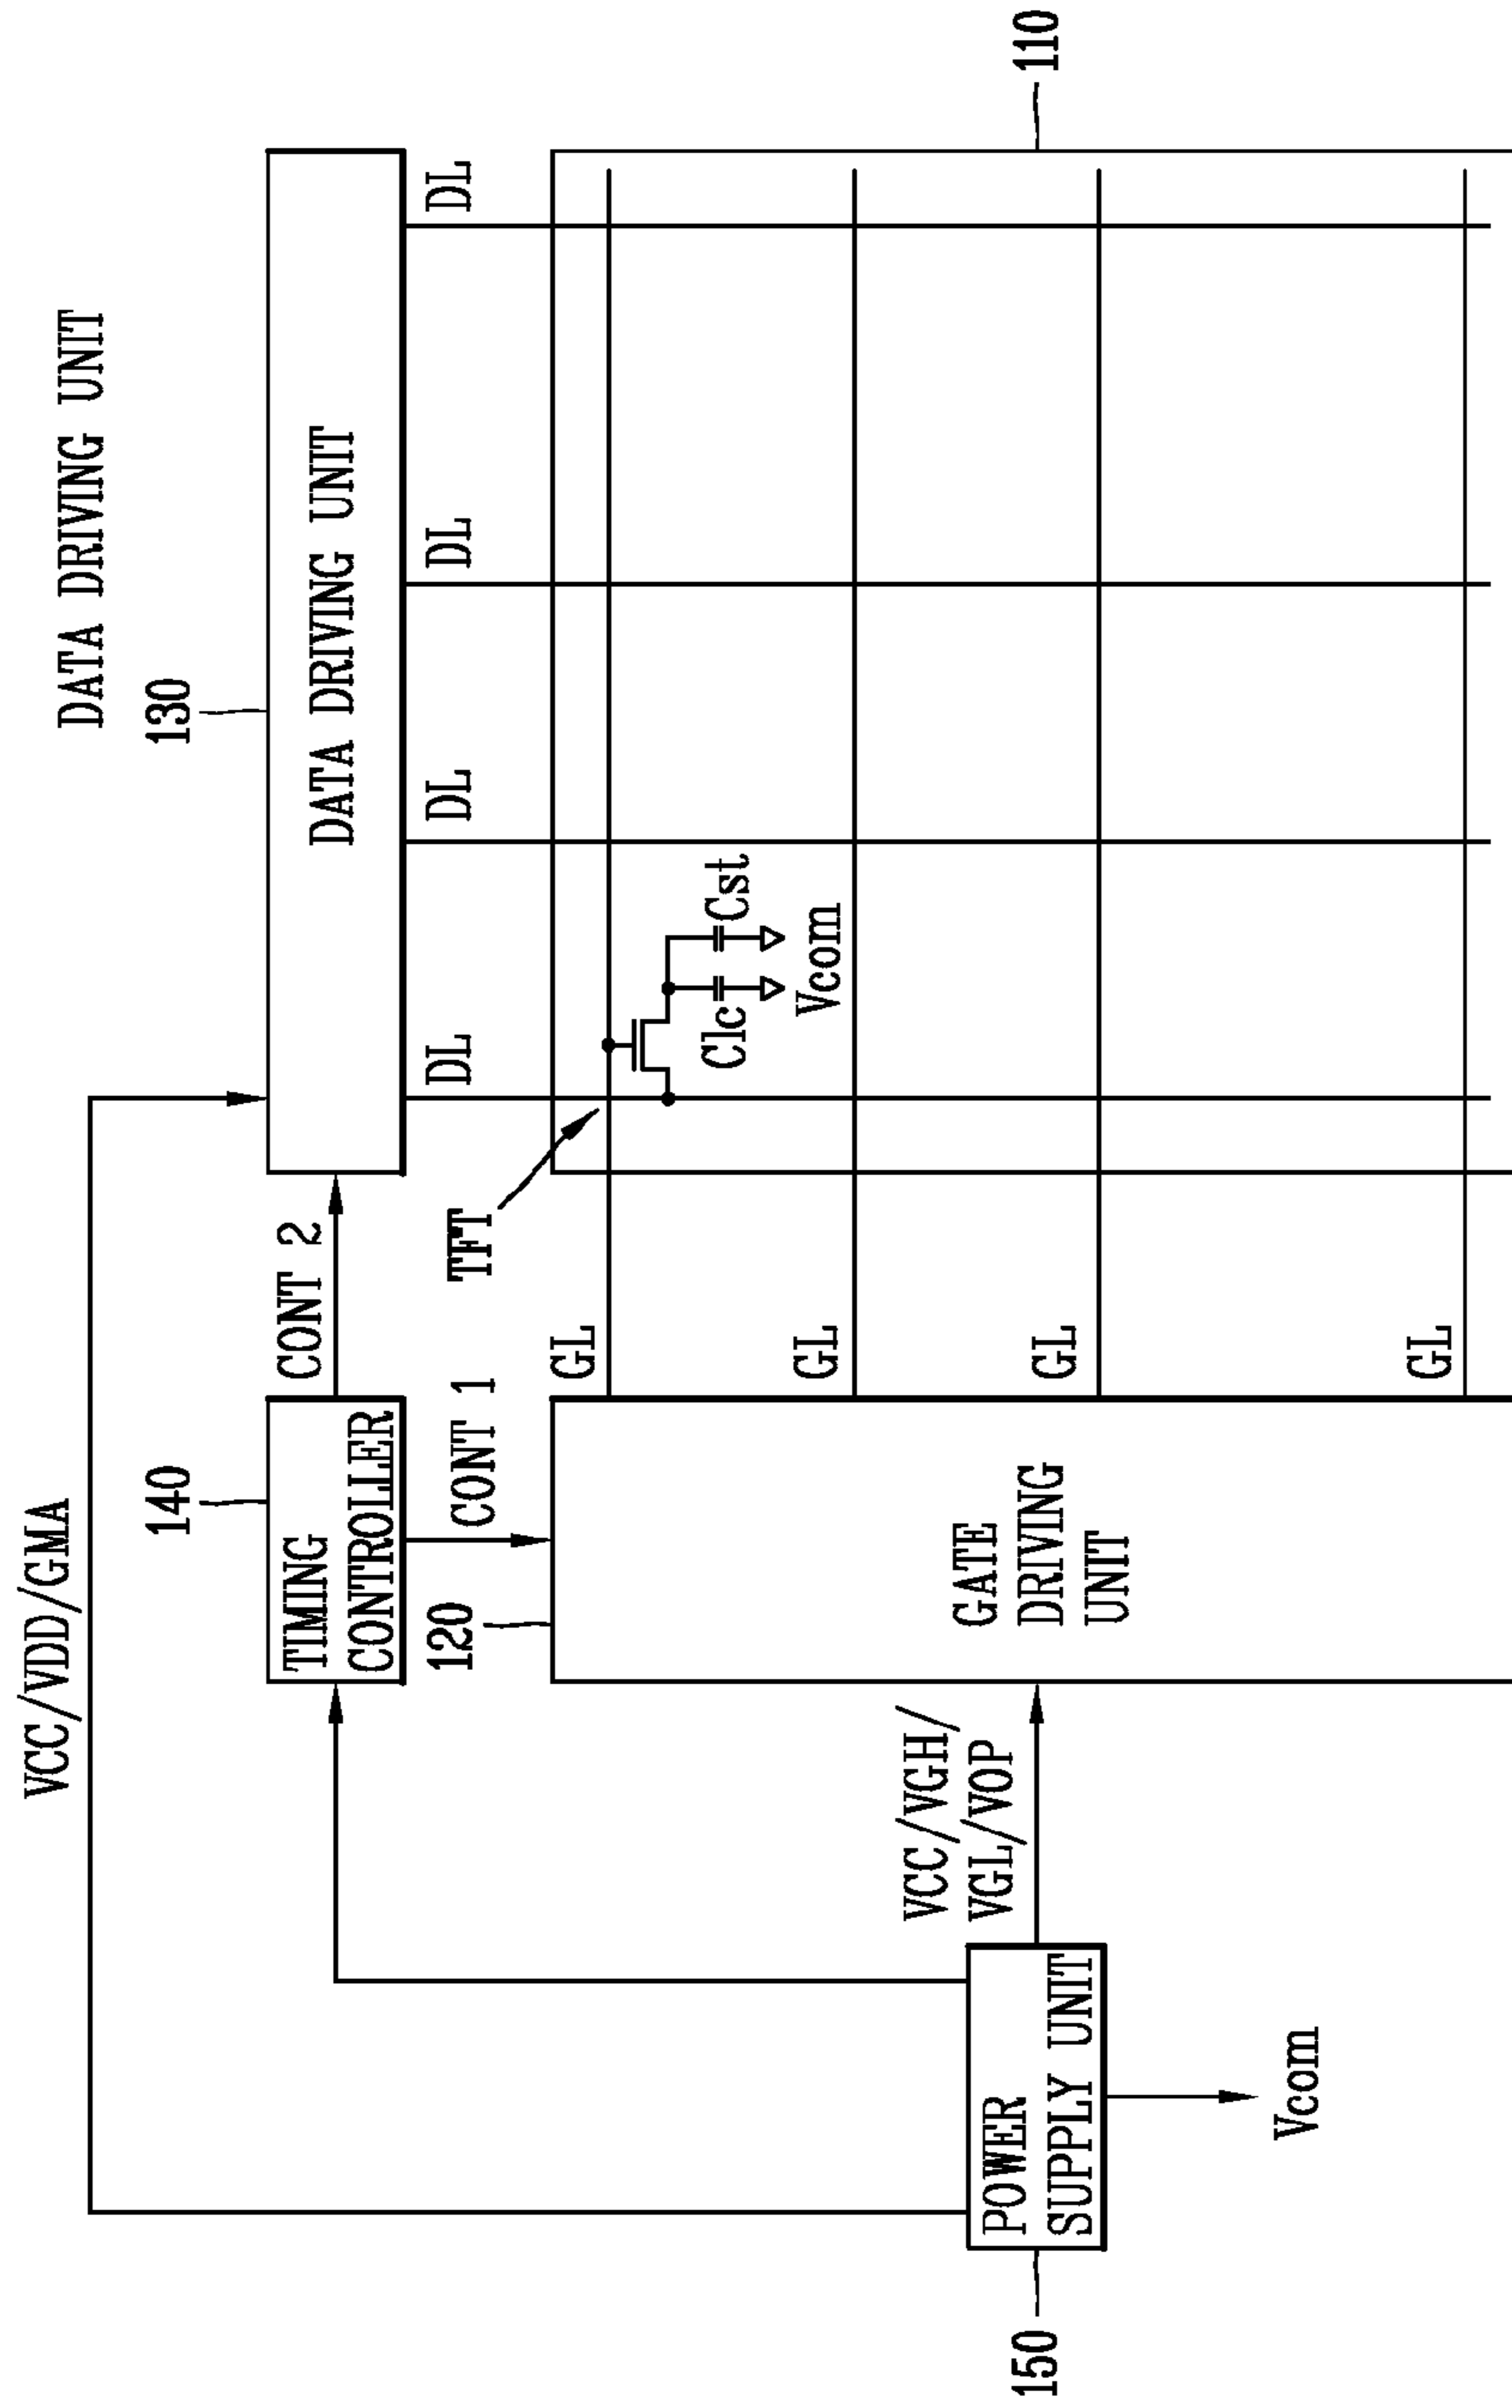 DATA DRIVING UNIT
VCC/VDD/GMA
140
130
TIMING
CONTROLLER
CONT 2
DATA DRIVING UNIT
120
CONT 1
TFT
DL
DL
DL
DL
GL
Clc
Cst
Vcom
GL
VCC/VGH/
VGL/VOP
GATE
DRIVING
UNIT
GL
150
POWER
SUPPLY UNIT
110
Vcom
GL